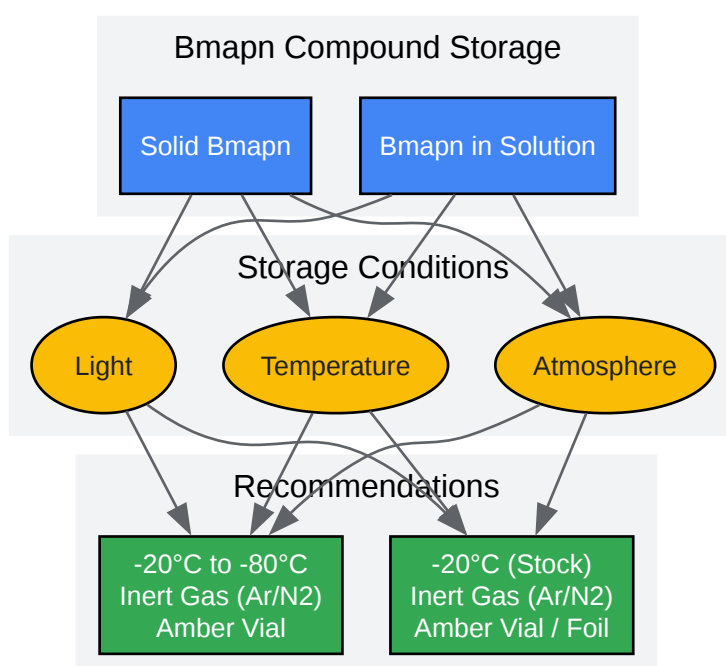 Bmapn Compound Storage
Solid Bmapn
Bmapn in Solution
Storage Conditions
Light
Temperature
Atmosphere
Recommendations
-20°C to -80°C
Inert Gas (Ar/N2)
Amber Vial
-20°C (Stock)
Inert Gas (Ar/N2)
Amber Vial / Foil